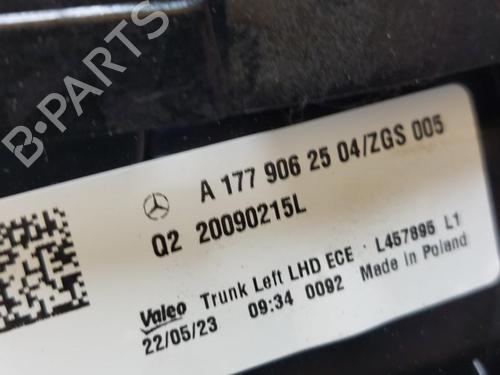 B-PARTS
A 177 906 25 04/ZGS 005
Q2 20090215L
Valeo Trunk Left LHD ECE L457895 L1
22/05/23 09:34 0092 Made in Poland